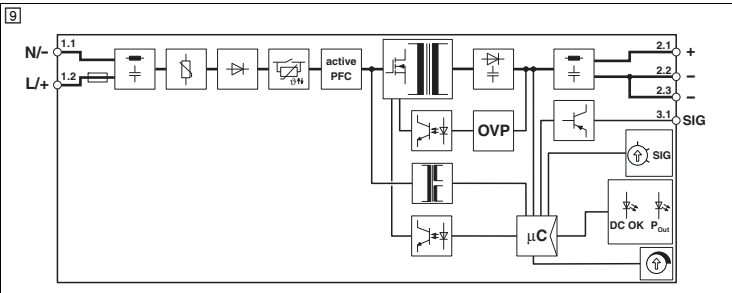 9
N/–
1.1
L/+
1.2
active
PFC
2.1
+
2.2
–
2.3
–
3.1
SIG
OVP
ϑ
SIG
µC
DC OK
POut